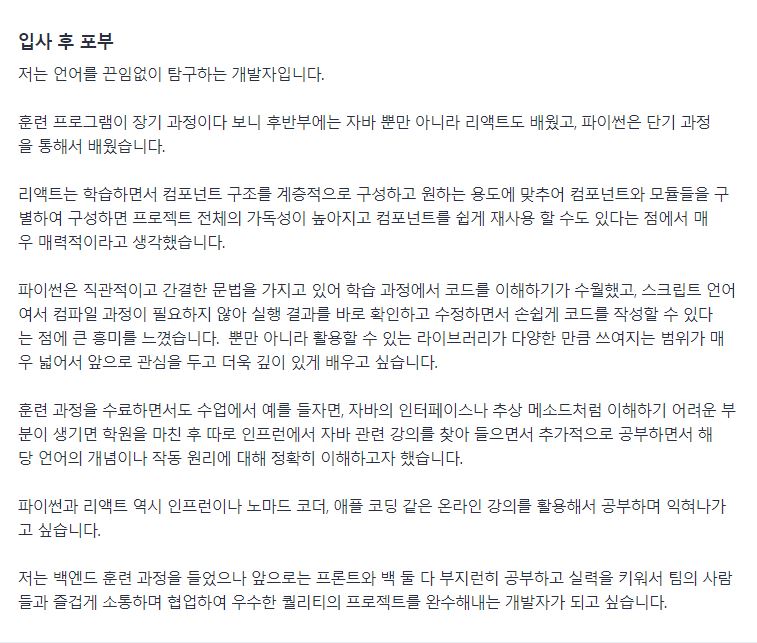 입사 후 포부
저는 언어를 끈임없이 탐구하는 개발자입니다.
훈련 프로그램이 장기 과정이다 보니 후반부에는 자바 뿐만 아니라 리액트도 배웠고, 파이썬은 단기 과정
을 통해서 배웠습니다.
리액트는 학습하면서 컴포넌트 구조를 계층적으로 구성하고 원하는 용도에 맞추어 컴포넌트와 모듈들을 구
별하여 구성하면 프로젝트 전체의 가독성이 높아지고 컴포넌트를 쉽게 재사용 할 수도 있다는 점에서 매
우 매력적이라고 생각했습니다.
파이썬은 직관적이고 간결한 문법을 가지고 있어 학습 과정에서 코드를 이해하기가 수월했고, 스크립트 언어
여서 컴파일 과정이 필요하지 않아 실행 결과를 바로 확인하고 수정하면서 손쉽게 코드를 작성할 수 있다
는 점에 큰 흥미를 느꼈습니다. 뿐만 아니라 활용할 수 있는 라이브러리가 다양한 만큼 쓰여지는 범위가 매
우 넓어서 앞으로 관심을 두고 더욱 깊이 있게 배우고 싶습니다.
훈련 과정을 수료하면서도 수업에서 예를 들자면, 자바의 인터페이스나 추상 메소드처럼 이해하기 어려운 부
분이 생기면 학원을 마친 후 따로 인프런에서 자바 관련 강의를 찾아 들으면서 추가적으로 공부하면서 해
당 언어의 개념이나 작동 원리에 대해 정확히 이해하고자 했습니다.
파이썬과 리액트 역시 인프런이나 노마드 코더, 애플 코딩 같은 온라인 강의를 활용해서 공부하며 익혀나가
고 싶습니다.
저는 백엔드 훈련 과정을 들었으나 앞으로는 프론트와 백 둘 다 부지런히 공부하고 실력을 키워서 팀의 사람
들과 즐겁게 소통하며 협업하여 우수한 퀄리티의 프로젝트를 완수해내는 개발자가 되고 싶습니다.